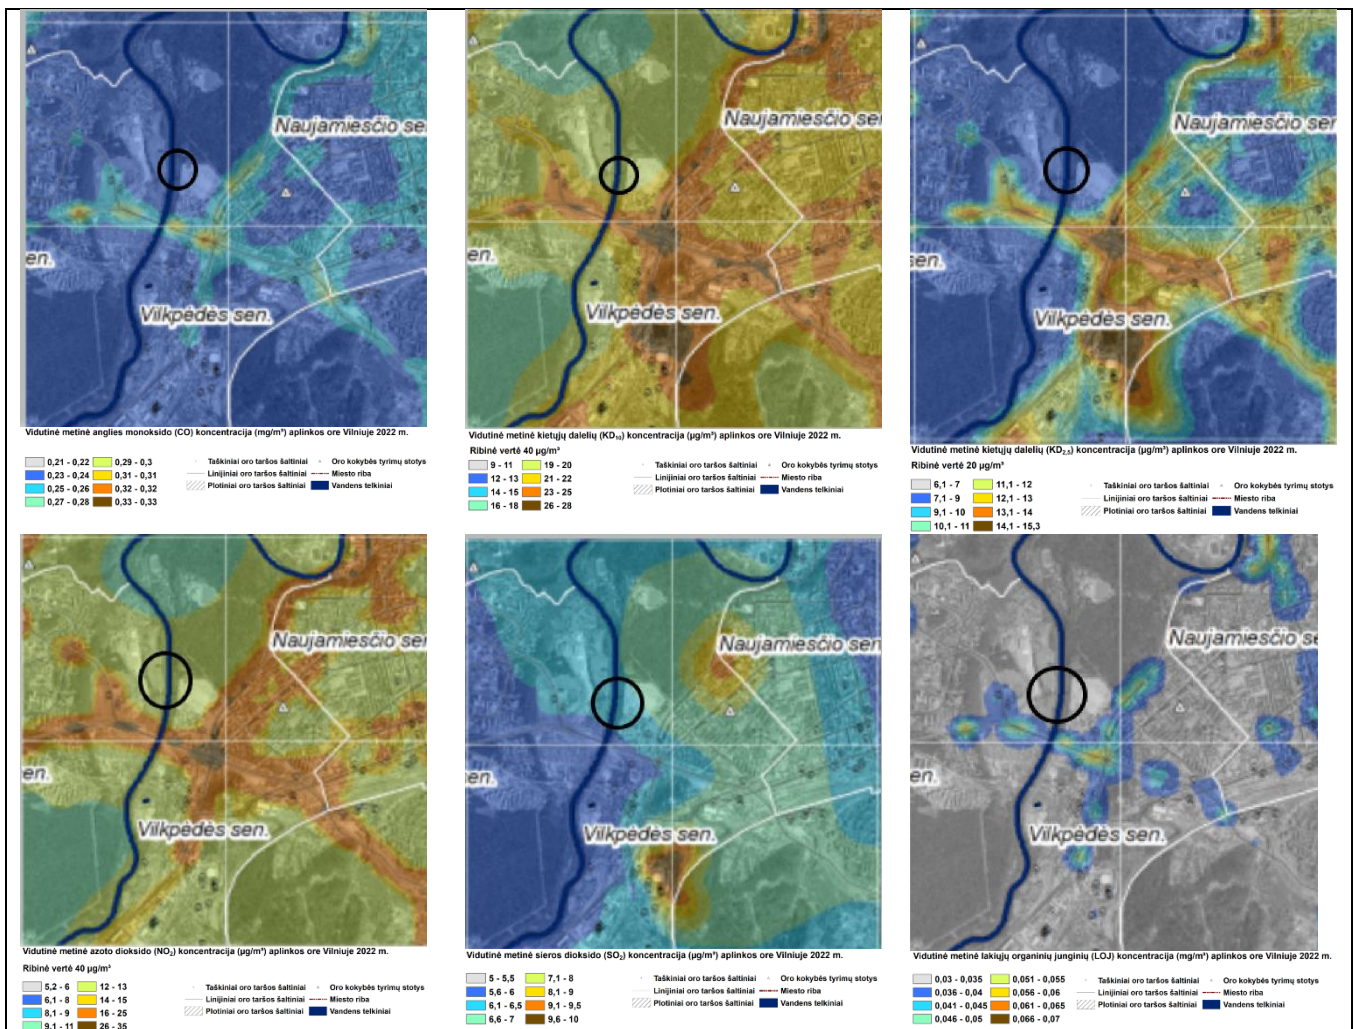 Naujamiesčio sen
en.
Vilkpėdės sen.
Vidutinė metinė anglies monoksido (CO) koncentracija (mg/m³) aplinkos ore Vilniuje 2022 m.
0,21 - 0,22 0,29 - 0,3
0,23 - 0,24 0,31 - 0,31
0,25 - 0,26 0,32 - 0,32
0,27 - 0,28 0,33 - 0,33
Taškiniai oro taršos šaltiniai Oro kokybės tyrimų stotys
Linijiniai oro taršos šaltiniai Miesto riba
Plotiniai oro taršos šaltiniai Vandens telkiniai
Naujamiesčio sen.
sen.
Vilkpėdės sen.
Vidutinė metinė kietųjų dalelių (KD₁₀) koncentracija (µg/m³) aplinkos ore Vilniuje 2022 m.
Ribinė vertė 40 µg/m³
9 - 11 19 - 20
12 - 13 21 - 22
14 - 15 23 - 25
16 - 18 26 - 28
Taškiniai oro taršos šaltiniai Oro kokybės tyrimų stotys
Linijiniai oro taršos šaltiniai Miesto riba
Plotiniai oro taršos šaltiniai Vandens telkiniai
Naujamiesčio sen
sen.
Vilkpėdės sen.
Vidutinė metinė kietųjų dalelių (KD₂,₅) koncentracija (µg/m³) aplinkos ore Vilniuje 2022 m.
Ribinė vertė 20 µg/m³
6,1 - 7 11,1 - 12
7,1 - 9 12,1 - 13
9,1 - 10 13,1 - 14
10,1 - 11 14,1 - 15,3
Taškiniai oro taršos šaltiniai Oro kokybės tyrimų stotys
Linijiniai oro taršos šaltiniai Miesto riba
Plotiniai oro taršos šaltiniai Vandens telkiniai
Naujamiesčio sen
en.
Vilkpėdės sen.
Vidutinė metinė azoto dioksido (NO₂) koncentracija (µg/m³) aplinkos ore Vilniuje 2022 m.
Ribinė vertė 40 µg/m³
5,2 - 6 12 - 13
6,1 - 8 14 - 15
8,1 - 9 16 - 25
9,1 - 11 26 - 35
Taškiniai oro taršos šaltiniai Oro kokybės tyrimų stotys
Linijiniai oro taršos šaltiniai Miesto riba
Plotiniai oro taršos šaltiniai Vandens telkiniai
Naujamiesčio sen.
en.
Vilkpėdės sen.
Vidutinė metinė sieros dioksido (SO₂) koncentracija (µg/m³) aplinkos ore Vilniuje 2022 m.
5 - 5,5 7,1 - 8
5,6 - 6 8,1 - 9
6,1 - 6,5 9,1 - 9,5
6,6 - 7 9,6 - 10
Taškiniai oro taršos šaltiniai Oro kokybės tyrimų stotys
Linijiniai oro taršos šaltiniai Miesto riba
Plotiniai oro taršos šaltiniai Vandens telkiniai
Naujamiesčio se
en.
Vilkpėdės sen.
Vidutinė metinė lakiųjų organinių junginių (LOJ) koncentracija (mg/m³) aplinkos ore Vilniuje 2022 m.
0,03 - 0,035 0,051 - 0,055
0,036 - 0,04 0,056 - 0,06
0,041 - 0,045 0,061 - 0,065
0,046 - 0,05 0,066 - 0,07
Taškiniai oro taršos šaltiniai Oro kokybės tyrimų stotys
Linijiniai oro taršos šaltiniai Miesto riba
Plotiniai oro taršos šaltiniai Vandens telkiniai